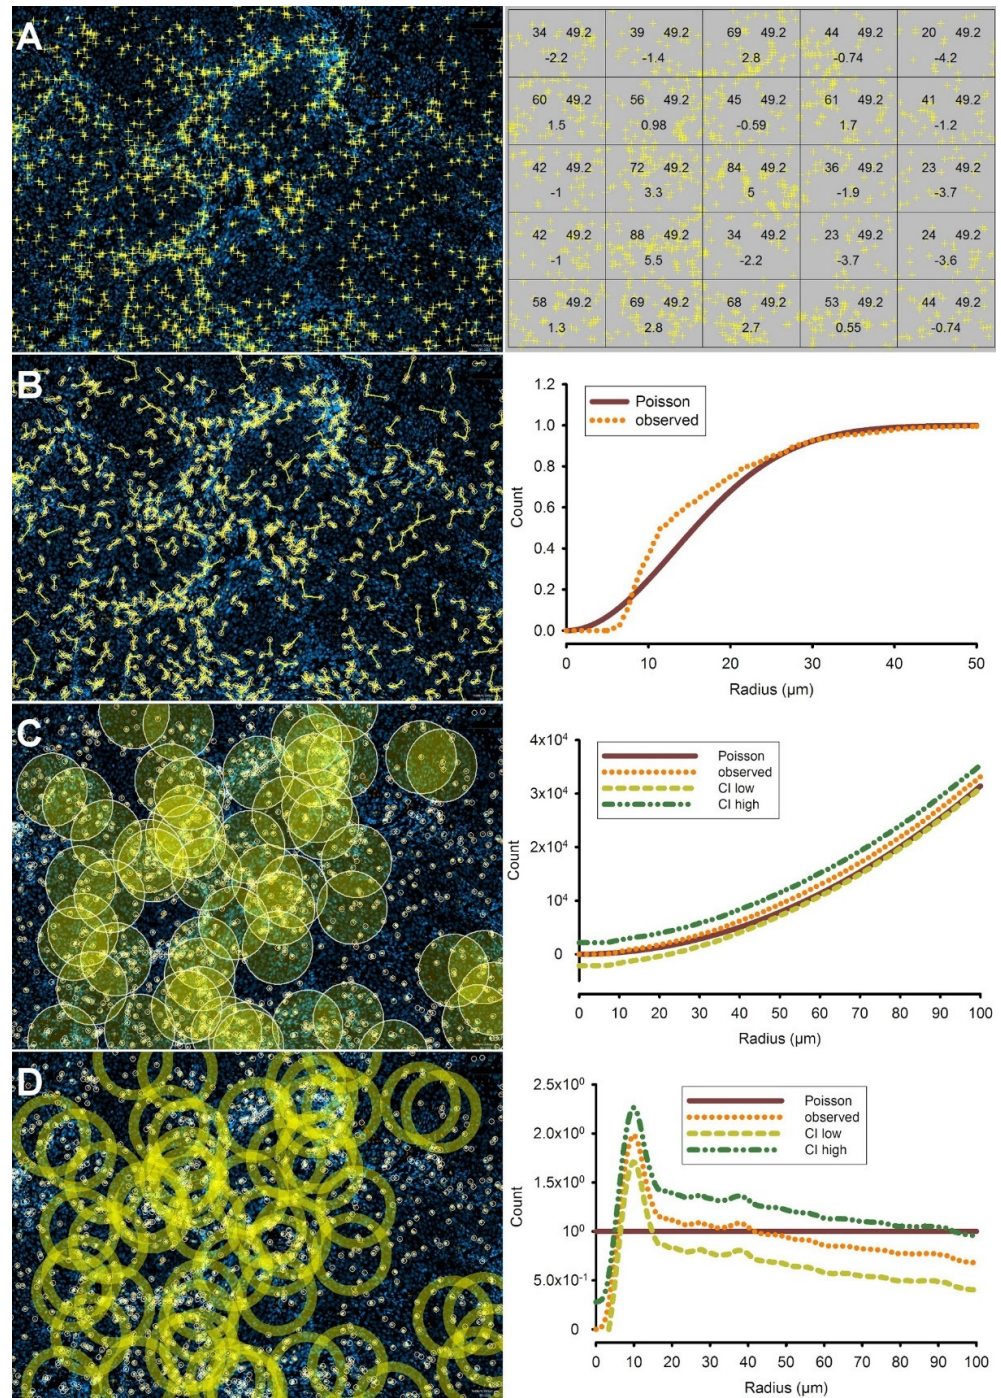 A
34 49.2 39 49.2 69 49.2 44 49.2 20 49.2
-2.2 -1.4 2.8 -0.74 -4.2
60 49.2 56 49.2 45 49.2 61 49.2 41 49.2
1.5 0.98 -0.59 1.7 -1.2
42 49.2 72 49.2 84 49.2 36 49.2 23 49.2
-1 3.3 5 -1.9 -3.7
42 49.2 88 49.2 34 49.2 23 49.2 24 49.2
-1 5.5 -2.2 -3.7 -3.6
58 49.2 69 49.2 68 49.2 53 49.2 44 49.2
1.3 2.8 2.7 0.55 -0.74
B
1.2
1.0
0.8
0.6
0.4
0.2
0.0
Count
Poisson
observed
0 10 20 30 40 50
Radius (µm)
C
4x10⁴
3x10⁴
2x10⁴
10⁴
0
Count
Poisson
observed
CI low
CI high
0 10 20 30 40 50 60 70 80 90 100
Radius (µm)
D
2.5x10⁰
2.0x10⁰
1.5x10⁰
10⁰
5.0x10⁻¹
0
Count
Poisson
observed
CI low
CI high
0 10 20 30 40 50 60 70 80 90 100
Radius (µm)